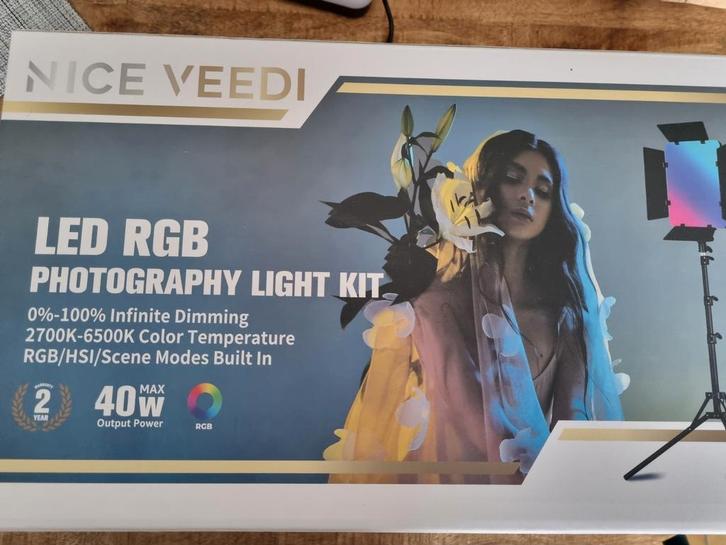 NICE VEEDI
LED RGB
PHOTOGRAPHY LIGHT KIT
0%-100% Infinite Dimming
2700K-6500K Color Temperature
RGB/HSI/Scene Modes Built In
WARRANTY
2
YEAR
40W MAX
Output Power
RGB